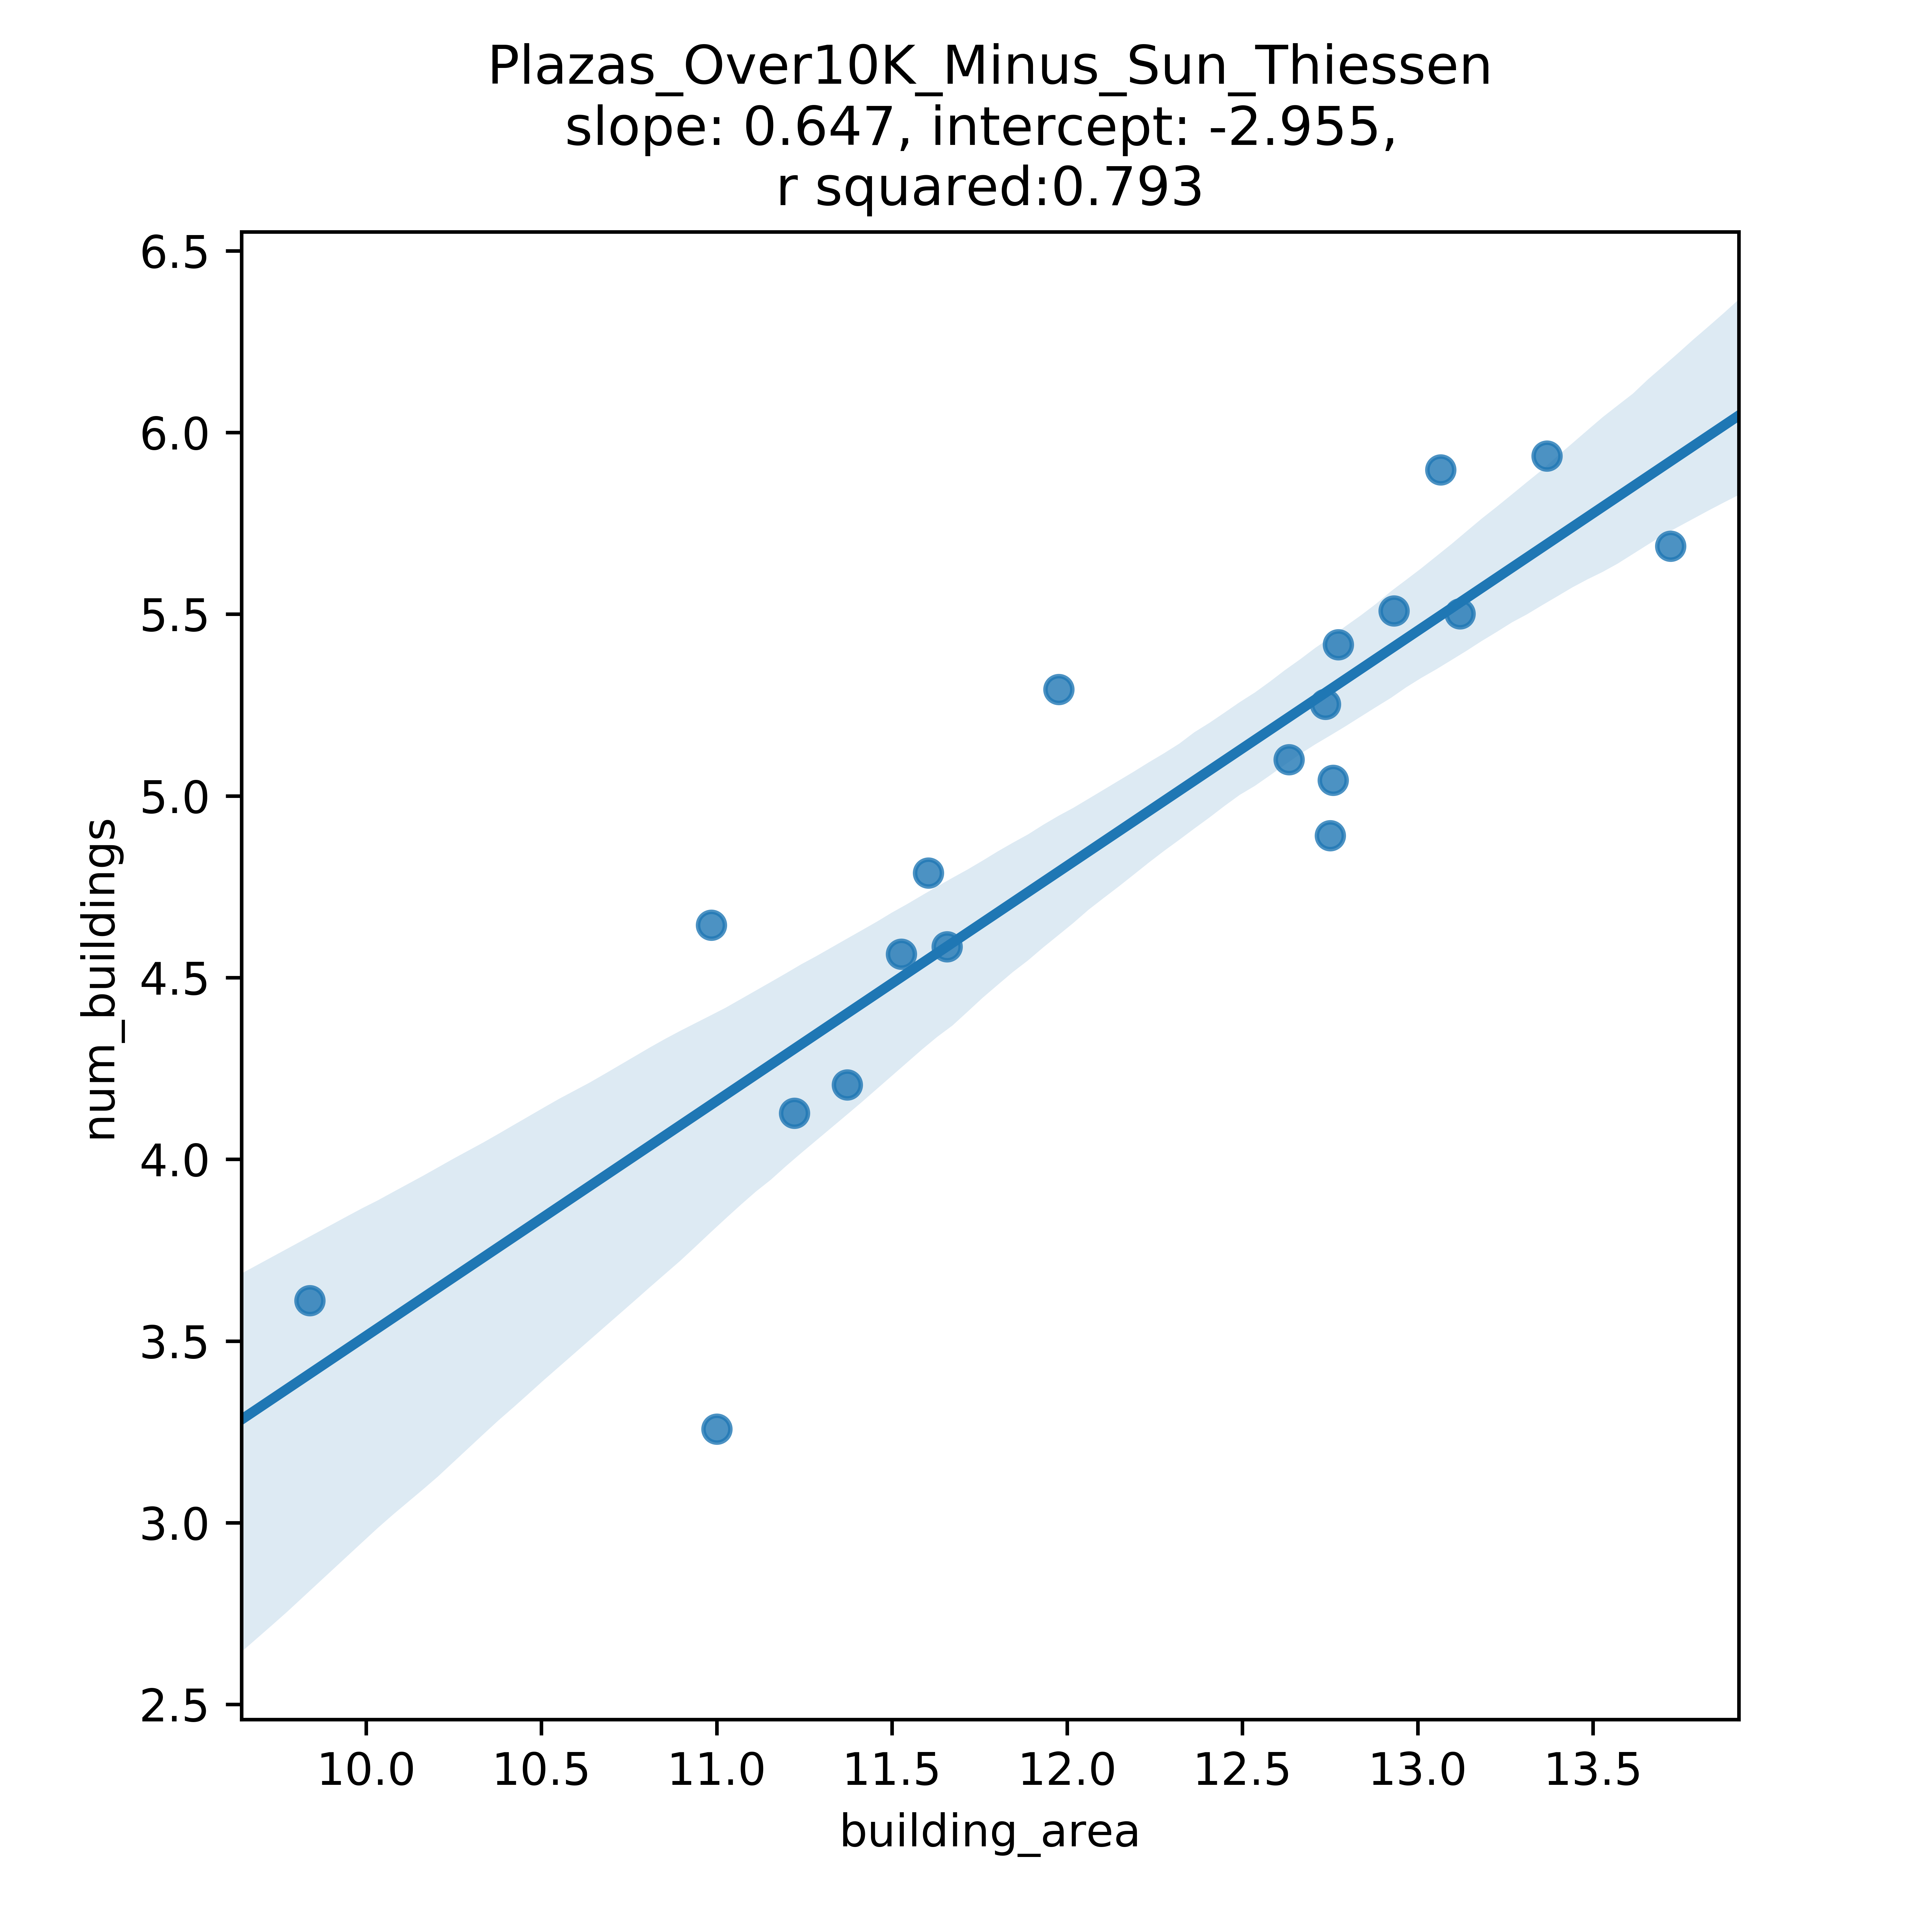 Plazas_Over10K_Minus_Sun_Thiessen
slope: 0.647, intercept: -2.955,
r squared:0.793
6.5
6.0
5.5
5.0
4.5
4.0
3.5
3.0
2.5
num_buildings
10.0 10.5 11.0 11.5 12.0 12.5 13.0 13.5
building_area